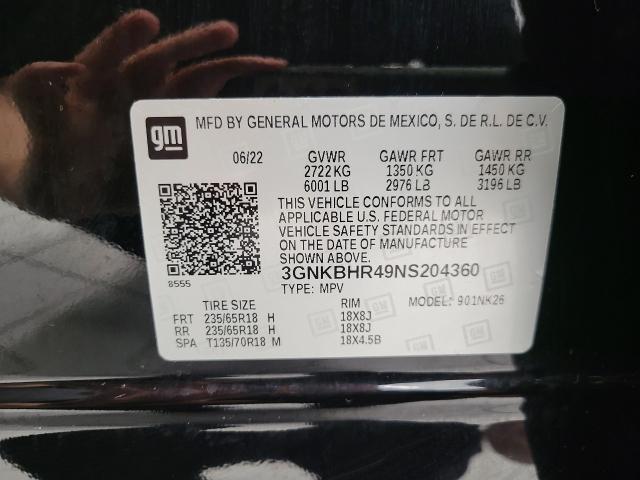 gm MFD BY GENERAL MOTORS DE MEXICO, S. DE R.L. DE C.V.
06/22 GVWR GAWR FRT GAWR RR
2722 KG 1350 KG 1450 KG
6001 LB 2976 LB 3196 LB
THIS VEHICLE CONFORMS TO ALL
APPLICABLE U.S. FEDERAL MOTOR
VEHICLE SAFETY STANDARDS IN EFFECT
ON THE DATE OF MANUFACTURE
SHOWN ABOVE.
3GNKBHR49NS204360
8555
TYPE: MPV
TIRE SIZE RIM MODEL: 901NK26
FRT 235/65R18 H 18X8J
RR 235/65R18 H 18X8J
SPA T135/70R18 M 18X4.5B